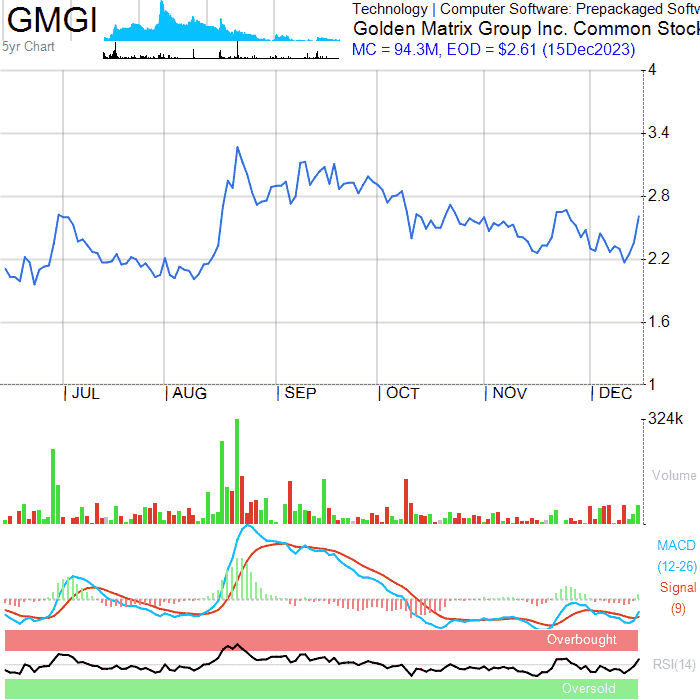 GMGI
5yr Chart
Technology | Computer Software: Prepackaged Softw
Golden Matrix Group Inc. Common Stock
MC = 94.3M, EOD = $2.61 (15Dec2023)
4
3.4
2.8
2.2
1.6
1
JUL
AUG
SEP
OCT
NOV
DEC
324k
Volume
MACD
(12-26)
Signal
(9)
Overbought
RSI(14)
Oversold